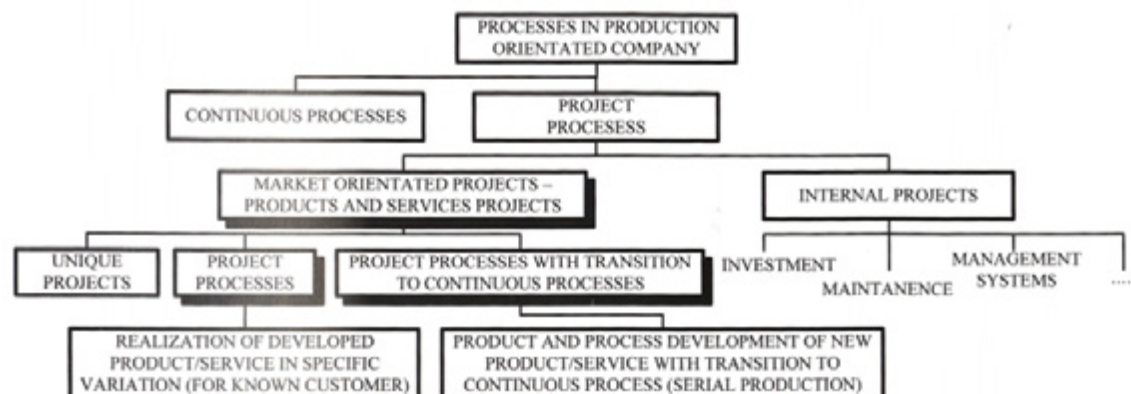 PROCESSES IN PRODUCTION
ORIENTATED COMPANY
CONTINUOUS PROCESSES
PROJECT
PROCESESS
MARKET ORIENTATED PROJECTS –
PRODUCTS AND SERVICES PROJECTS
INTERNAL PROJECTS
UNIQUE
PROJECTS
PROJECT
PROCESSES
PROJECT PROCESSES WITH TRANSITION
TO CONTINUOUS PROCESSES
INVESTMENT
MAINTANENCE
MANAGEMENT
SYSTEMS
....
REALIZATION OF DEVELOPED
PRODUCT/SERVICE IN SPECIFIC
VARIATION (FOR KNOWN CUSTOMER)
PRODUCT AND PROCESS DEVELOPMENT OF NEW
PRODUCT/SERVICE WITH TRANSITION TO
CONTINUOUS PROCESS (SERIAL PRODUCTION)